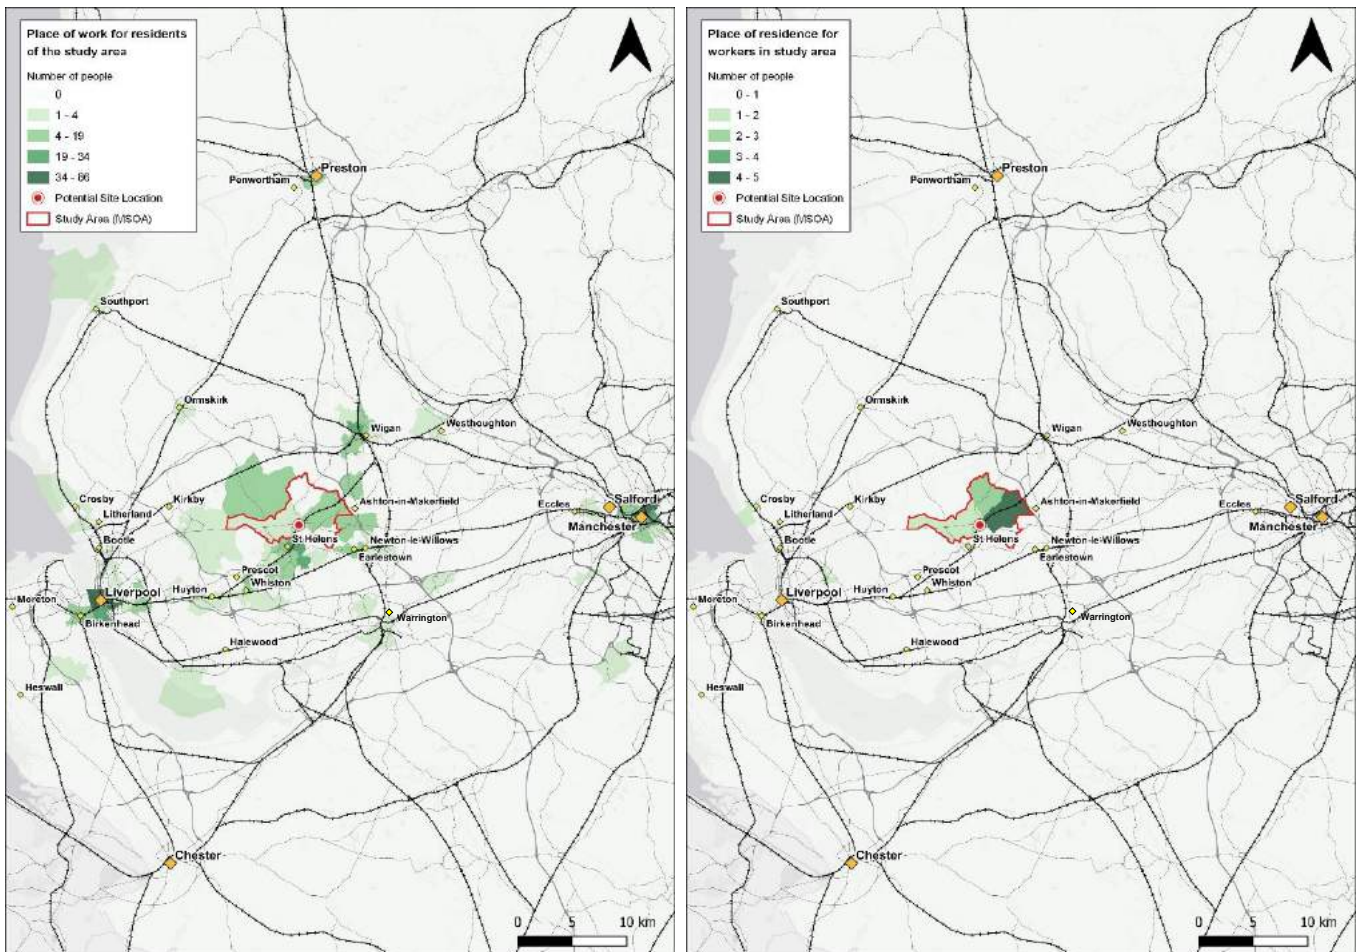 Place of work for residents
of the study area
Number of people
0
1 - 4
4 - 19
19 - 34
34 - 66
Potential Site Location
Study Area (MSOA)
Preston
Penwortham
Southport
Ormskirk
Wigan
Westhoughton
Crosby
Kirkby
Ashton-in-Makerfield
Eccles
Salford
Litherland
Manchester
Bootle
St Helens
Newton-le-Willows
Earlestown
Prescot
Whiston
Huyton
Liverpool
Moreton
Birkenhead
Warrington
Halewood
Heswall
Chester
0 5 10 km
Place of residence for
workers in study area
Number of people
0 - 1
1 - 2
2 - 3
3 - 4
4 - 5
Potential Site Location
Study Area (MSOA)
Preston
Penwortham
Southport
Ormskirk
Wigan
Westhoughton
Crosby
Kirkby
Ashton-in-Makerfield
Eccles
Salford
Litherland
Manchester
Bootle
St Helens
Newton-le-Willows
Earlestown
Prescot
Whiston
Huyton
Liverpool
Moreton
Birkenhead
Warrington
Halewood
Heswall
Chester
0 5 10 km